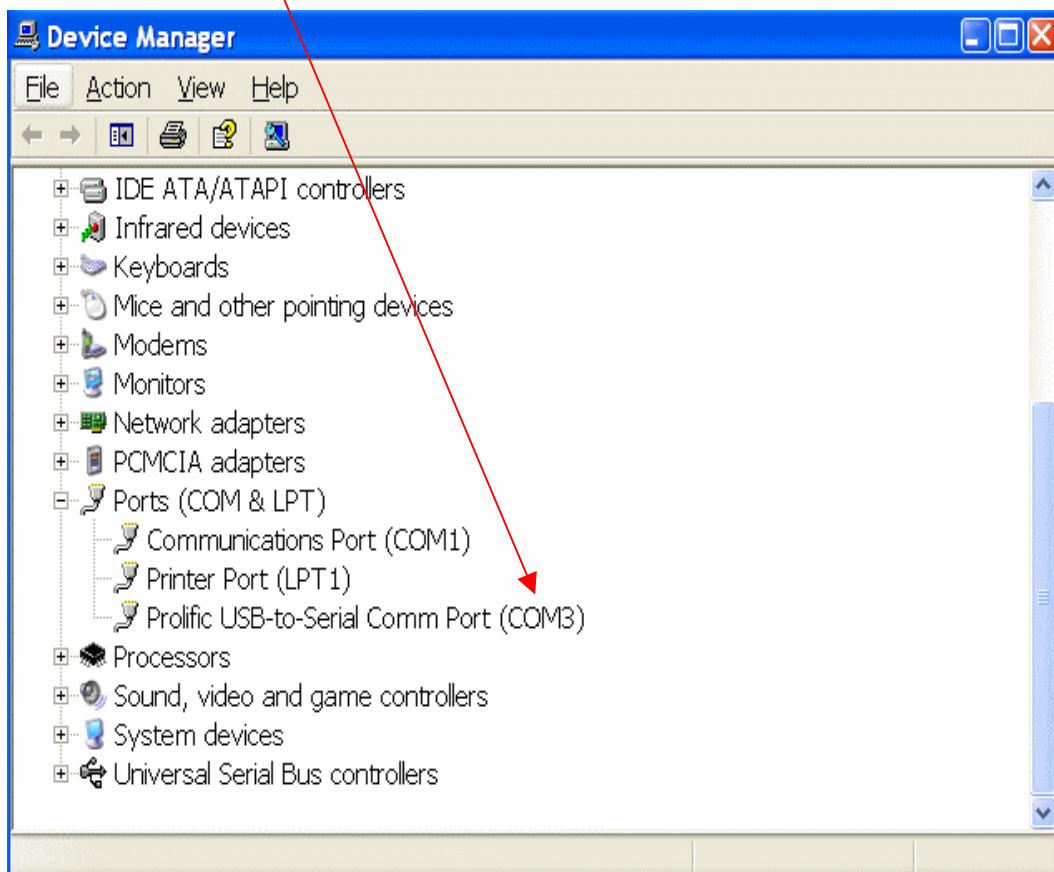 Device Manager
File Action View Help
IDE ATA/ATAPI controllers
Infrared devices
Keyboards
Mice and other pointing devices
Modems
Monitors
Network adapters
PCMCIA adapters
Ports (COM & LPT)
Communications Port (COM1)
Printer Port (LPT1)
Prolific USB-to-Serial Comm Port (COM3)
Processors
Sound, video and game controllers
System devices
Universal Serial Bus controllers